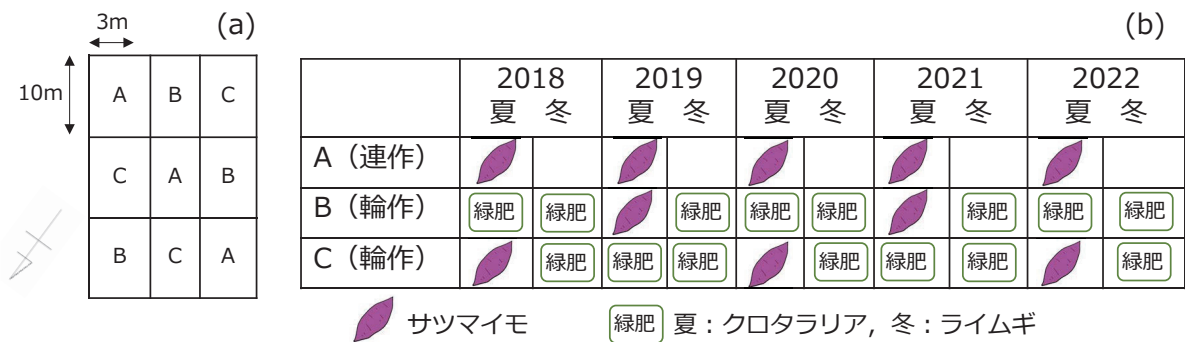 3m
(a)
10m
A B C
C A B
B C A
(b)
2018 2019 2020 2021 2022
夏 冬 夏 冬 夏 冬 夏 冬 夏 冬
A（連作）
B（輪作） 緑肥 緑肥 緑肥 緑肥 緑肥 緑肥 緑肥 緑肥
C（輪作） 緑肥 緑肥 緑肥 緑肥 緑肥 緑肥 緑肥
サツマイモ 緑肥 夏：クロタラリア, 冬：ライムギ